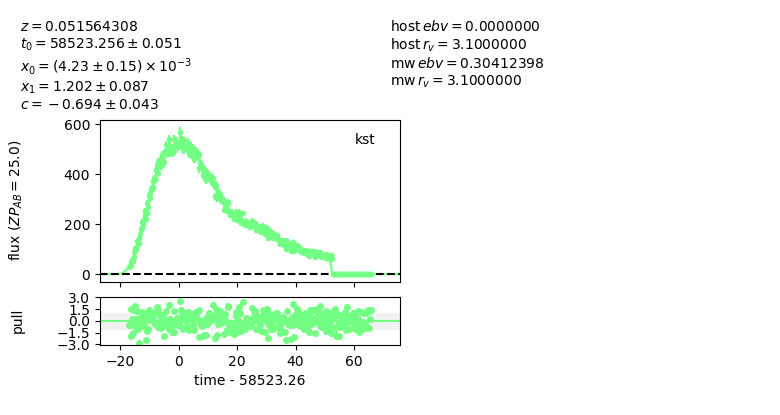 z = 0.051564308
t₀ = 58523.256 ± 0.051
x₀ = (4.23 ± 0.15) × 10⁻³
x₁ = 1.202 ± 0.087
c = −0.694 ± 0.043
host ebv = 0.0000000
host r_v = 3.1000000
mw ebv = 0.30412398
mw r_v = 3.1000000
kst
600
400
200
0
flux (ZP_AB = 25.0)
3.0
1.5
0.0
−1.5
−3.0
pull
−20 0 20 40 60
time - 58523.26